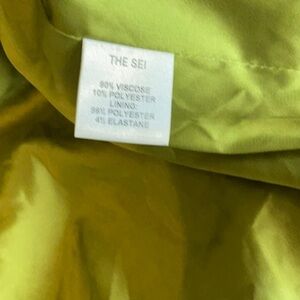 THE SEI
90% VISCOSE
10% POLYESTER
LINING:
96% POLYESTER
4% ELASTANE